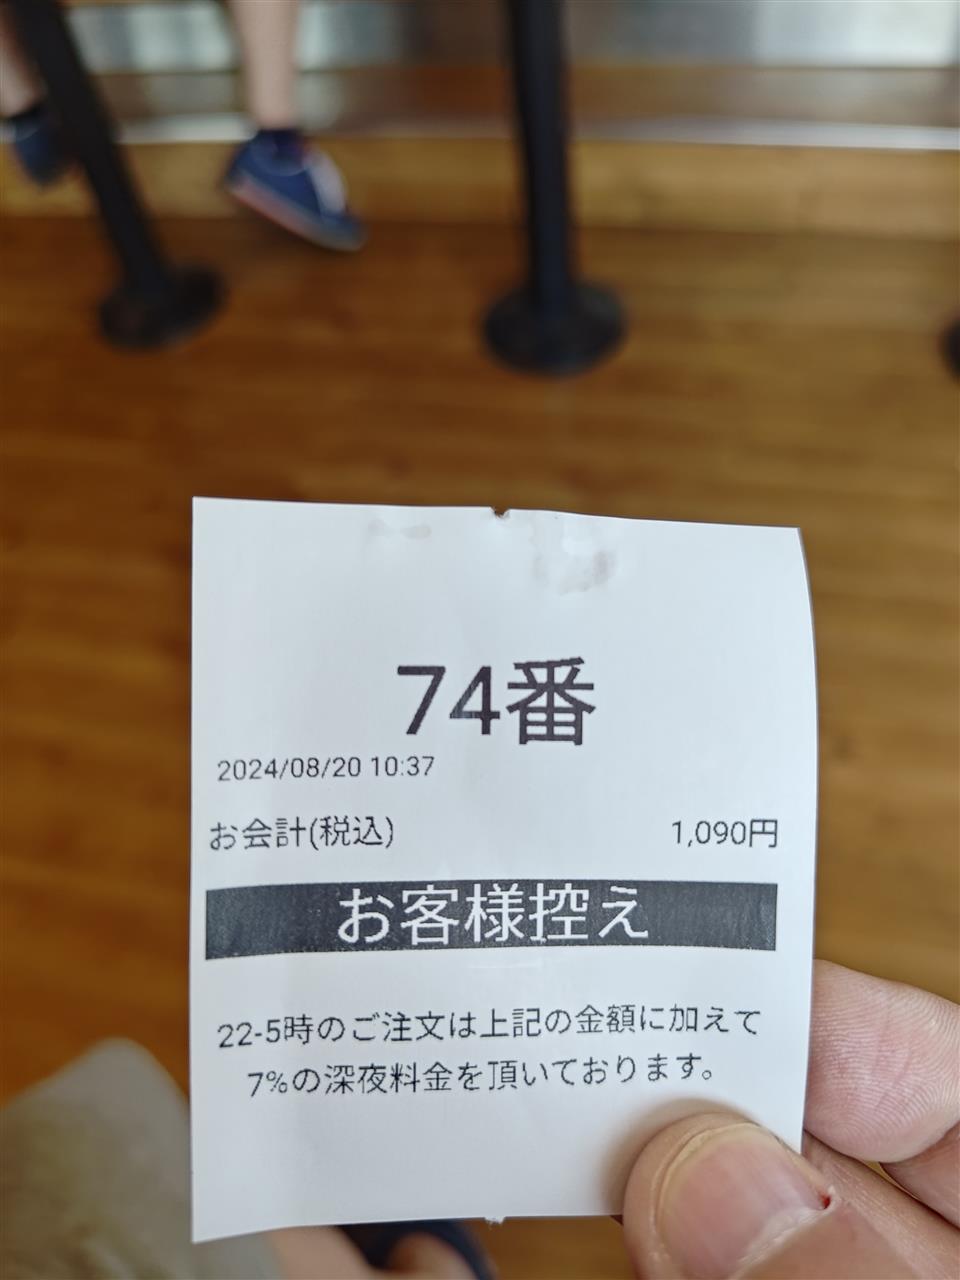 74番
2024/08/20 10:37
お会計(税込) 1,090円
お客様控え
22-5時のご注文は上記の金額に加えて
7%の深夜料金を頂いております。